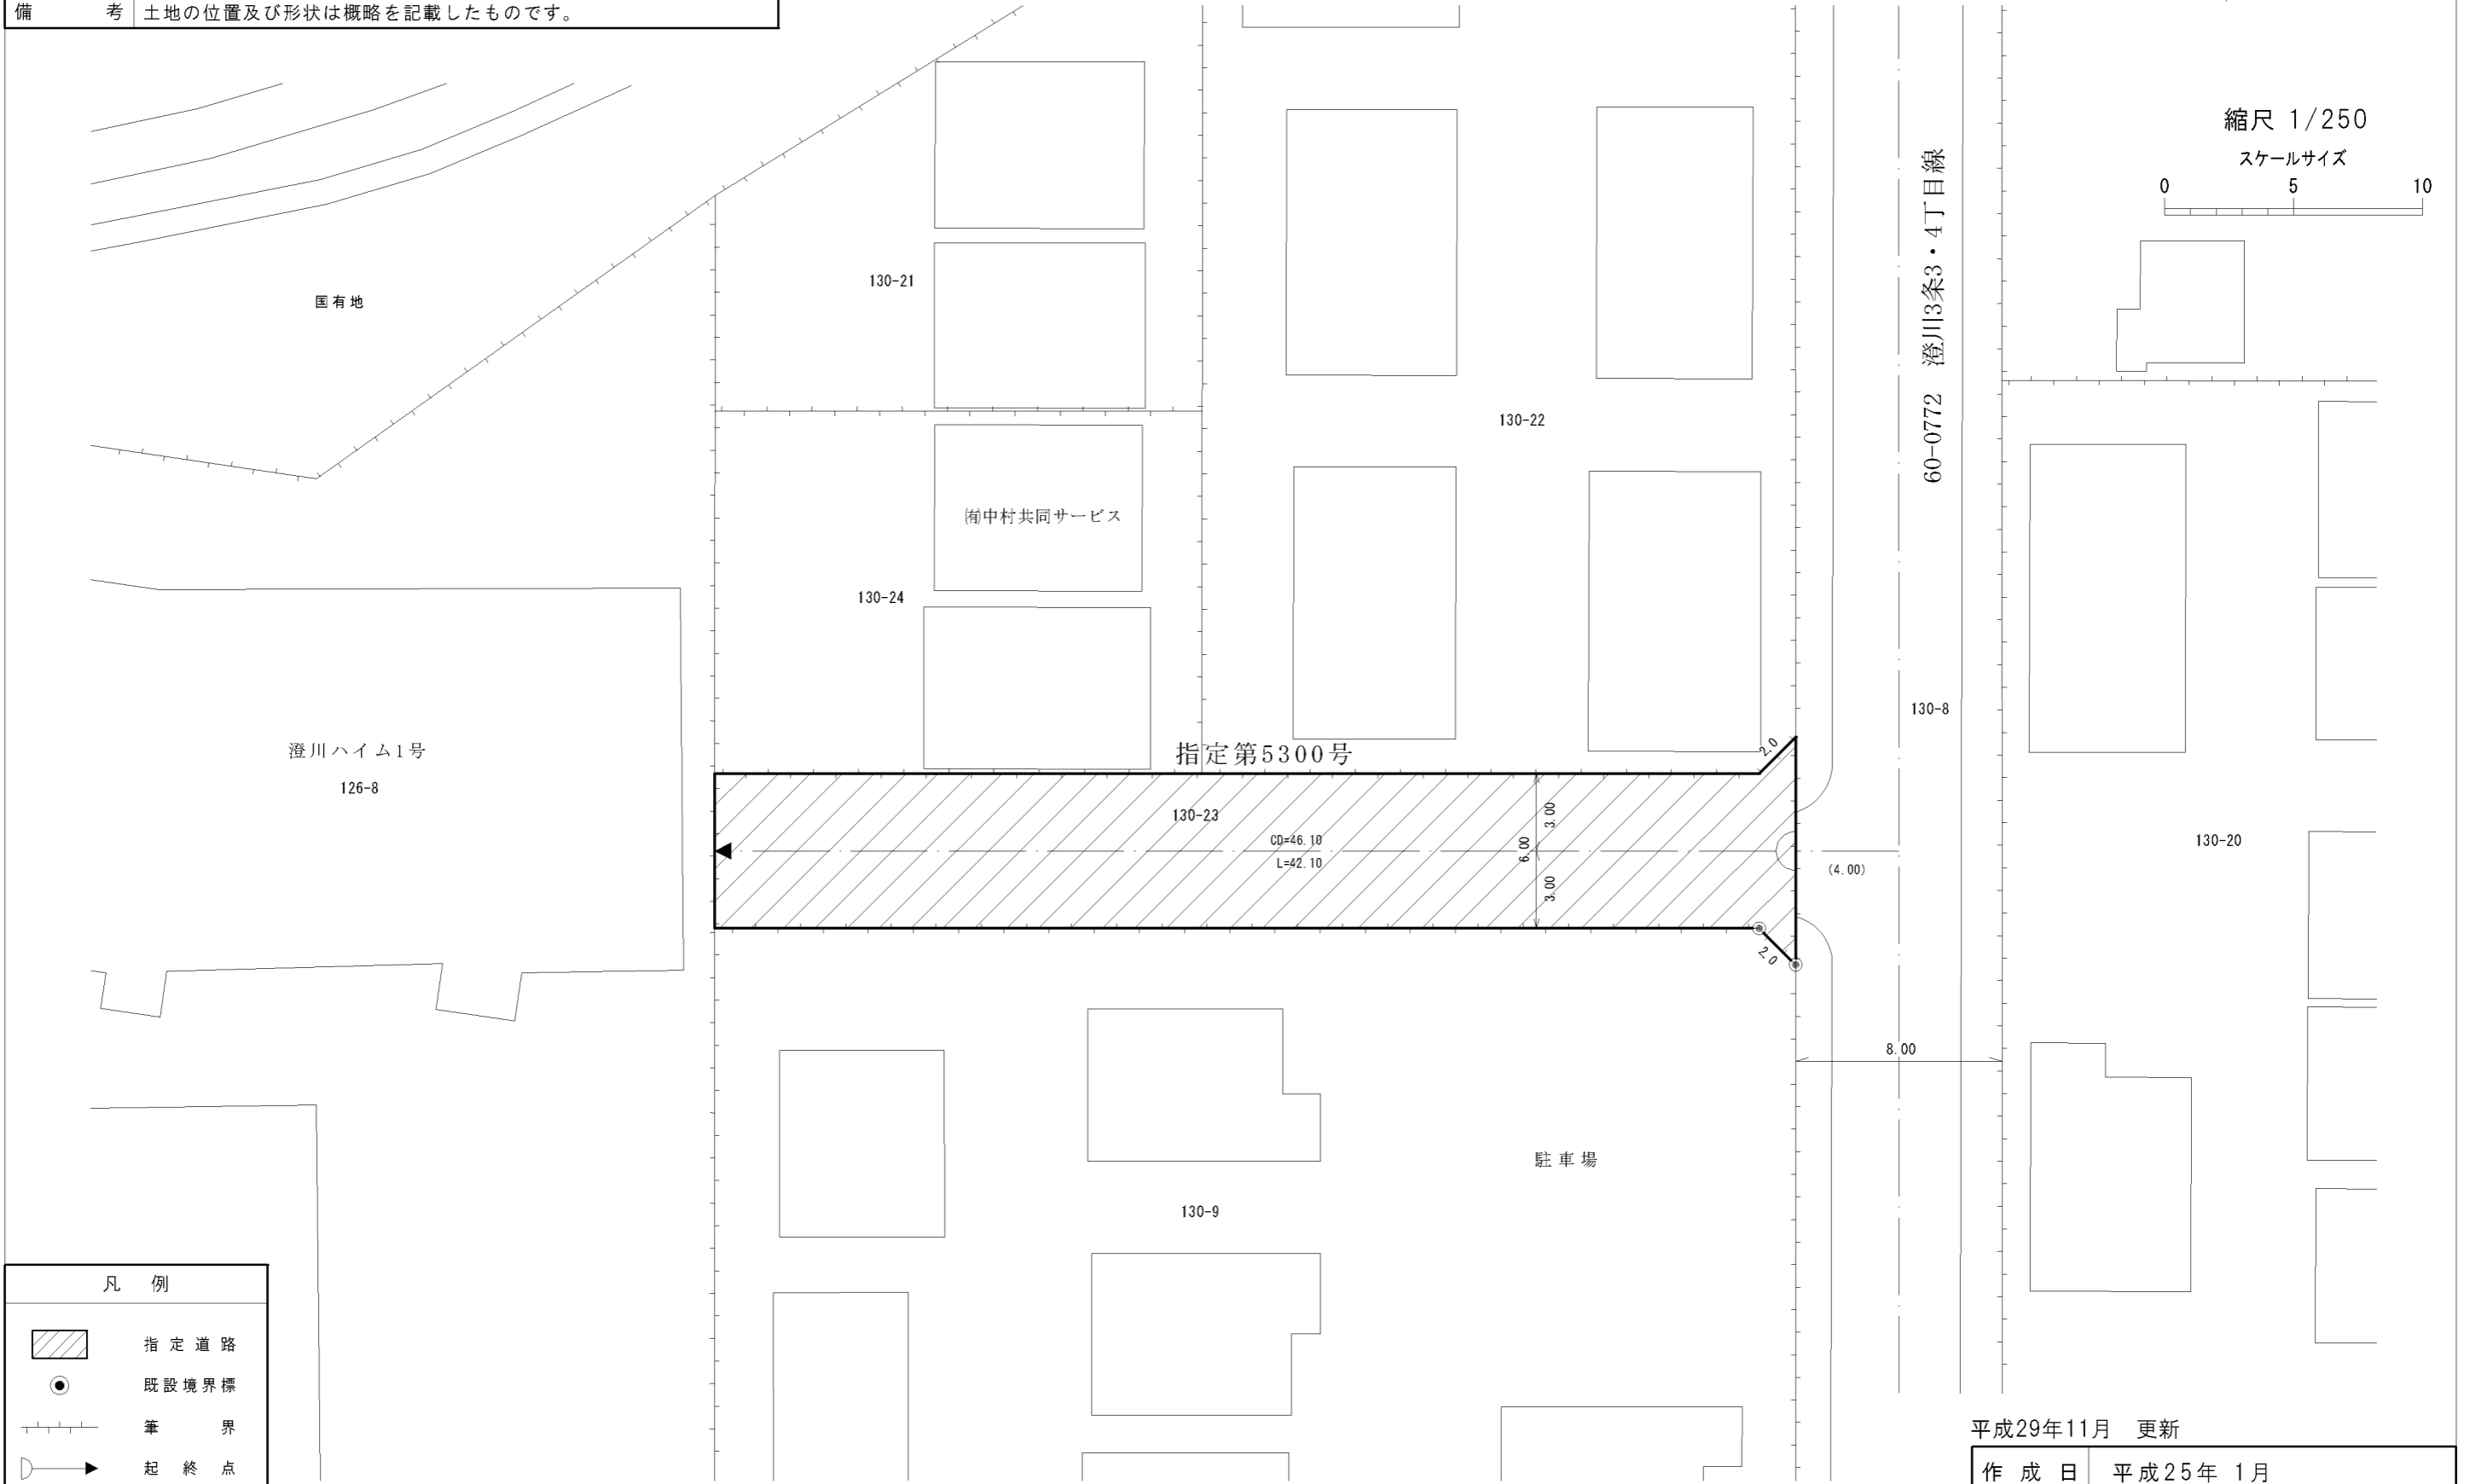 備考 土地の位置及び形状は概略を記載したものです。
縮尺 1/250
スケールサイズ
0 5 10
60-0772 澄川3条3・4丁目線
国有地
130-21
130-22
㈲中村共同サービス
130-24
130-8
澄川ハイム1号
126-8
指定第5300号
2.0
130-23
CD=46.10
L=42.10
6.00
3.00
3.00
(4.00)
130-20
2.0
8.00
駐車場
130-9
凡例
指定道路
既設境界標
筆界
起終点
平成29年11月 更新
作成日 平成25年 1月